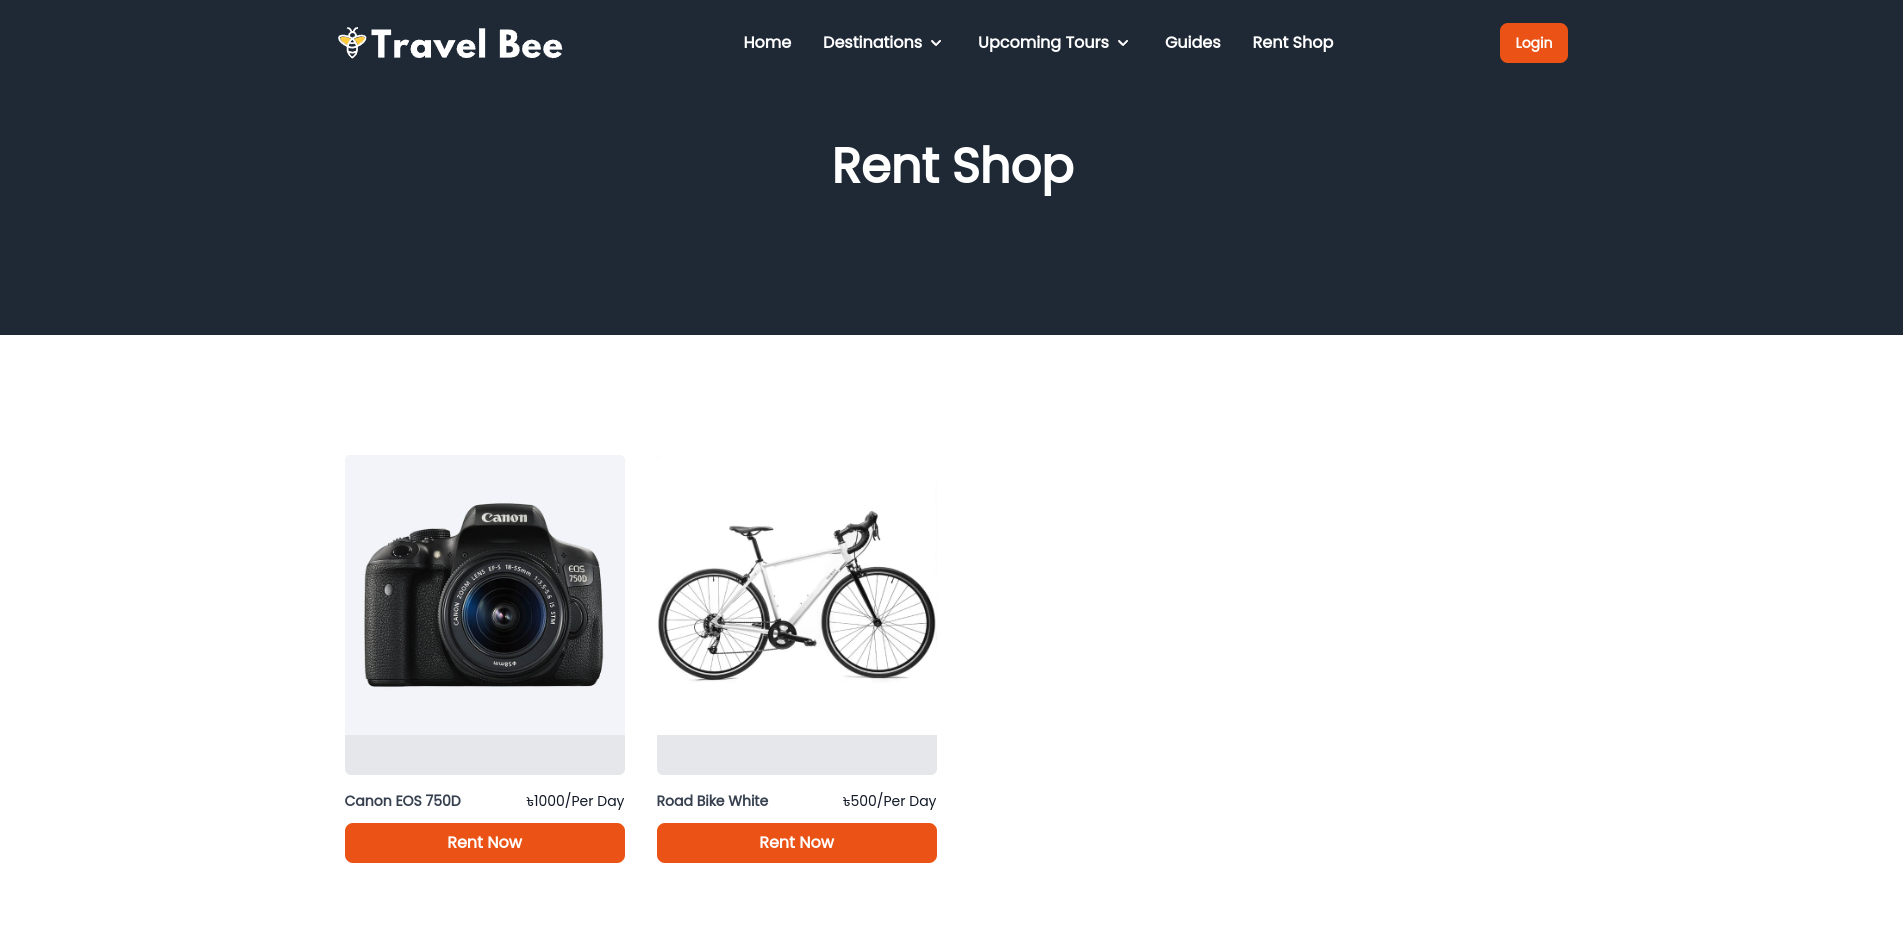 Travel Bee
Home
Destinations
Upcoming Tours
Guides
Rent Shop
Login
Rent Shop
Canon
EOS
750D
CANON ZOOM LENS EF-S 18-55mm 1:3.5-5.6 IS STM
Canon EOS 750D
৳1000/Per Day
Rent Now
Road Bike White
৳500/Per Day
Rent Now